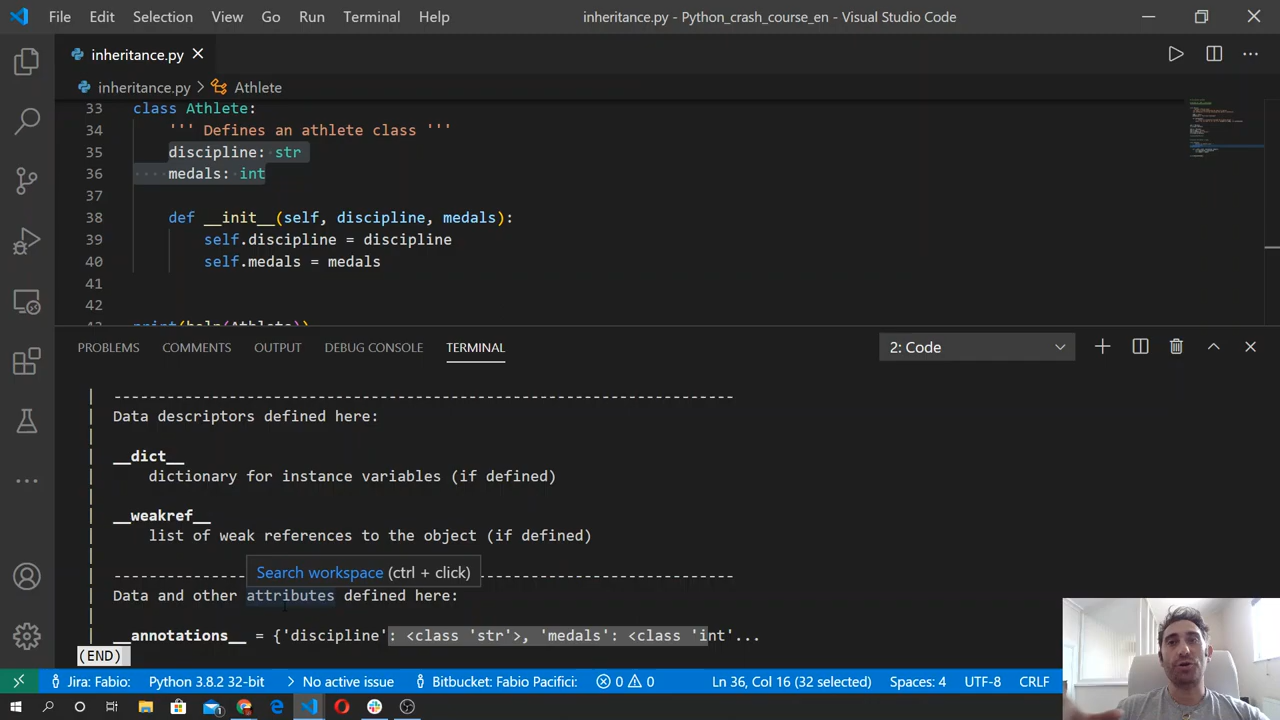 File Edit Selection View Go Run Terminal Help inheritance.py - Python_crash_course_en - Visual Studio Code
inheritance.py
inheritance.py > Athlete
33 class Athlete:
34 ''' Defines an athlete class '''
35 discipline: str
36 medals: int
37
38 def __init__(self, discipline, medals):
39 self.discipline = discipline
40 self.medals = medals
41
42
43 print(help(Athlete))
PROBLEMS COMMENTS OUTPUT DEBUG CONSOLE TERMINAL 2: Code
| ----------------------------------------------------------------------
| Data descriptors defined here:
|
| __dict__
| dictionary for instance variables (if defined)
|
| __weakref__
| list of weak references to the object (if defined)
|
Search workspace (ctrl + click)
| ----------------------------------------------------------------------
| Data and other attributes defined here:
|
| __annotations__ = {'discipline': <class 'str'>, 'medals': <class 'int'...
(END)
Jira: Fabio: Python 3.8.2 32-bit No active issue Bitbucket: Fabio Pacifici: 0 0 Ln 36, Col 16 (32 selected) Spaces: 4 UTF-8 CRLF